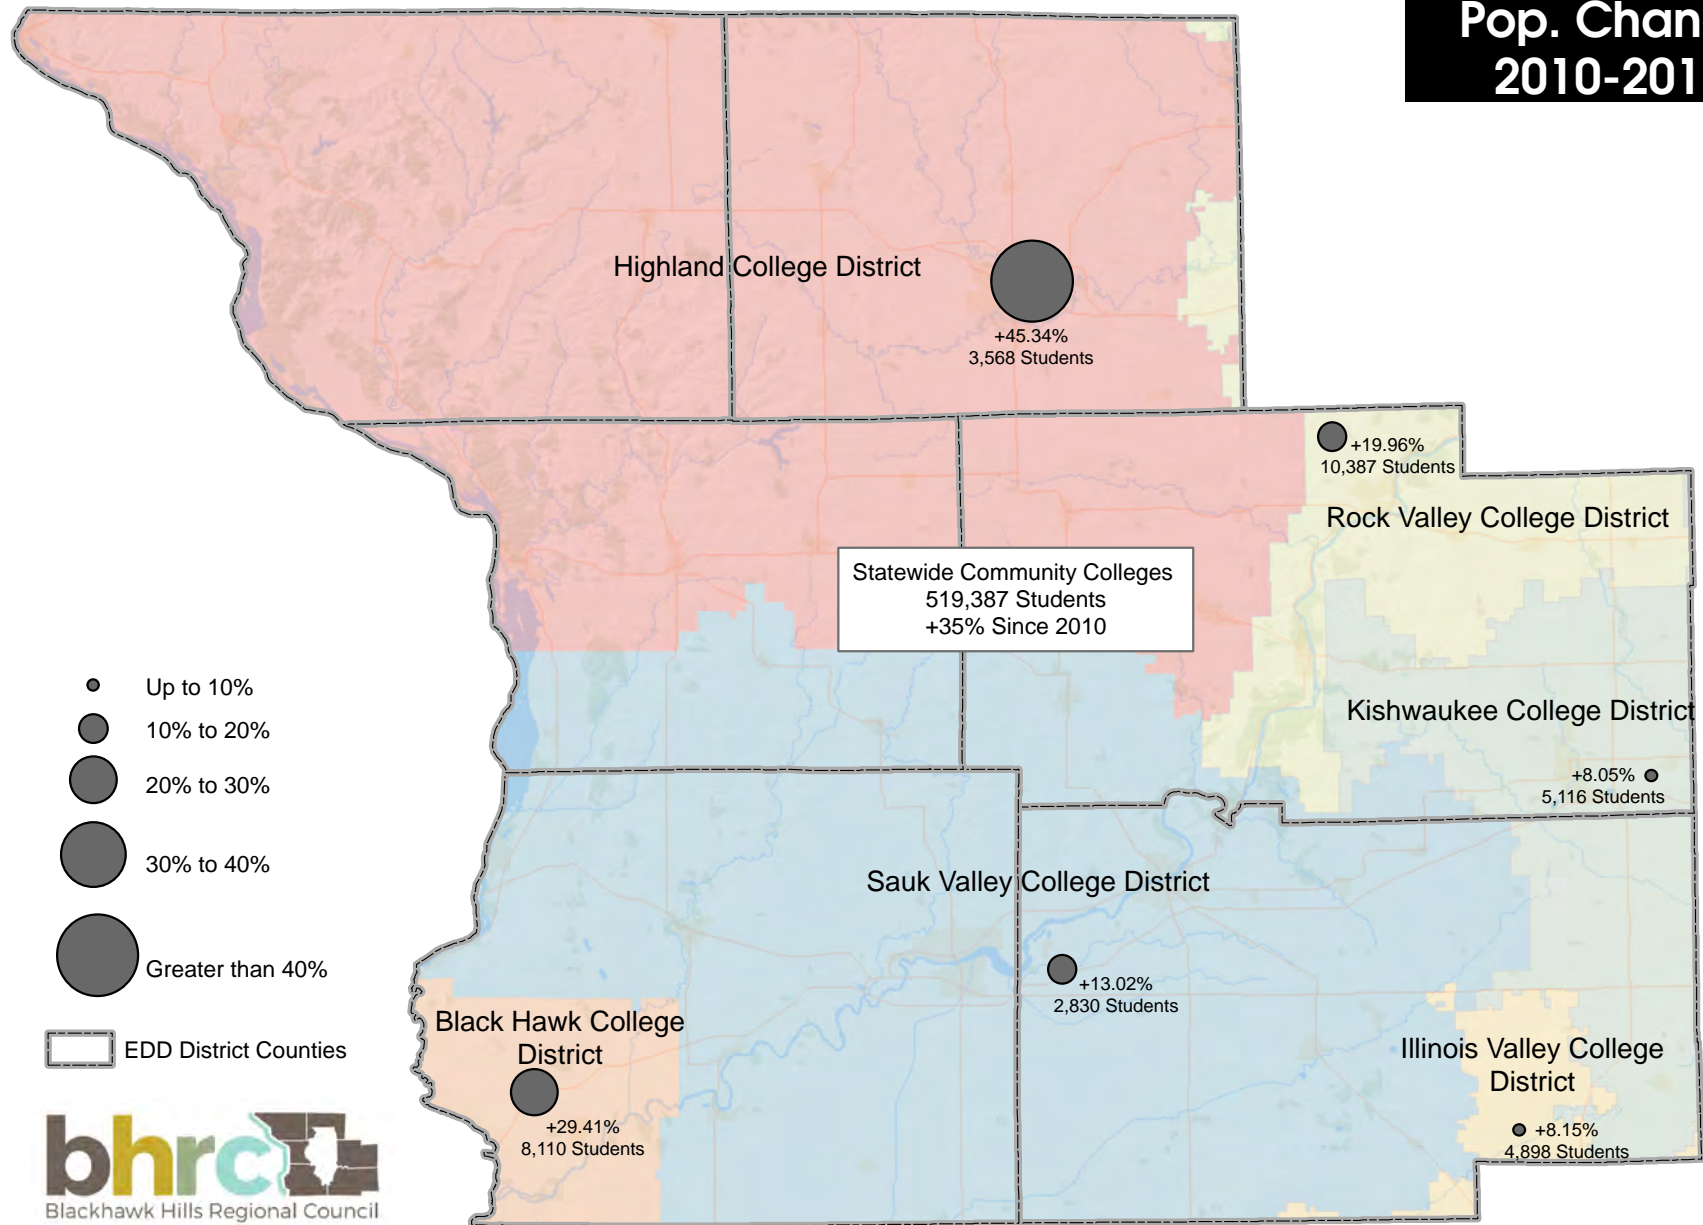 Pop. Chan
2010-201
Highland College District
+45.34%
3,568 Students
+19.96%
10,387 Students
Rock Valley College District
Statewide Community Colleges
519,387 Students
+35% Since 2010
Kishwaukee College District
+8.05%
5,116 Students
Up to 10%
10% to 20%
20% to 30%
30% to 40%
Greater than 40%
EDD District Counties
Sauk Valley College District
+13.02%
2,830 Students
Black Hawk College
District
+29.41%
8,110 Students
Illinois Valley College
District
+8.15%
4,898 Students
bhrc
Blackhawk Hills Regional Council